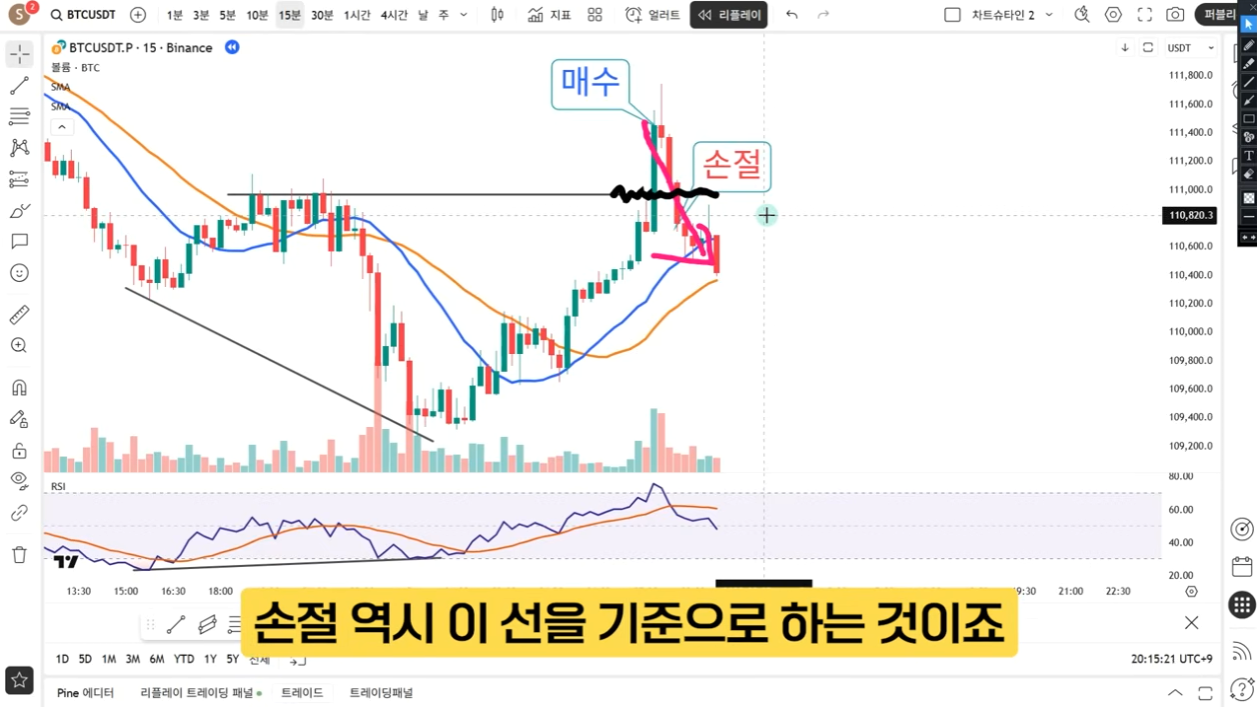 S 2 BTCUSDT 1분 3분 5분 10분 15분 30분 1시간 4시간 날 주 지표 얼러트 리플레이 차트슈타인 2 퍼블리
BTCUSDT.P · 15 · Binance
USDT
볼륨 · BTC
SMA
SMA
매수
손절
111,800.0
111,600.0
111,400.0
111,200.0
111,000.0
110,820.3
110,600.0
110,400.0
110,200.0
110,000.0
109,800.0
109,600.0
109,400.0
109,200.0
RSI
80.00
60.00
40.00
20.00
13:30 15:00 16:30 18:00 19:30 21:00 22:30
손절 역시 이 선을 기준으로 하는 것이죠
1D 5D 1M 3M 6M YTD 1Y 5Y 전체
20:15:21 UTC+9
Pine 에디터 리플레이 트레이딩 패널 트레이드 트레이딩패널